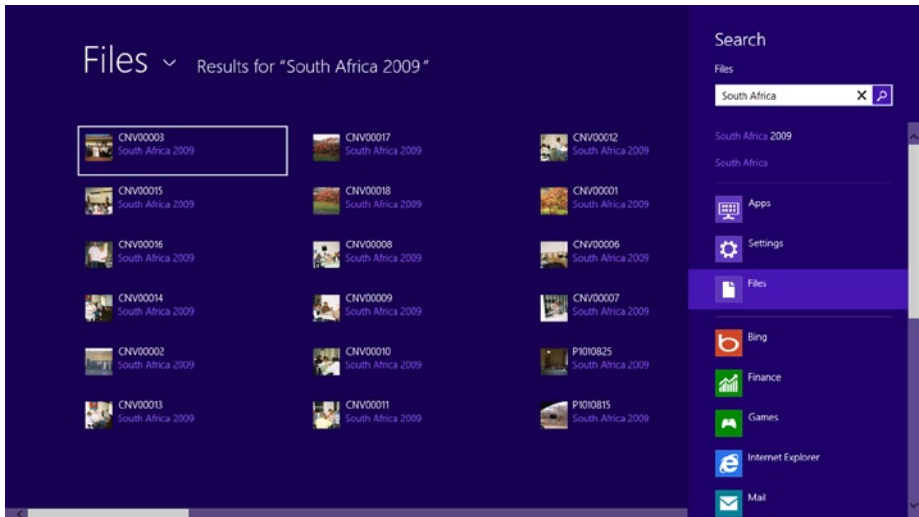 Files
Results for "South Africa 2009"
CNV00003
South Africa 2009
CNV00015
South Africa 2009
CNV00016
South Africa 2009
CNV00014
South Africa 2009
CNV00002
South Africa 2009
CNV00013
South Africa 2009
CNV00017
South Africa 2009
CNV00018
South Africa 2009
CNV00008
South Africa 2009
CNV00009
South Africa 2009
CNV00010
South Africa 2009
CNV00011
South Africa 2009
CNV00012
South Africa 2009
CNV00001
South Africa 2009
CNV00006
South Africa 2009
CNV00007
South Africa 2009
P1010825
South Africa 2009
P1010815
South Africa 2009
Search
Files
South Africa
South Africa 2009
South Africa
Apps
Settings
Files
Bing
Finance
Games
Internet Explorer
Mail